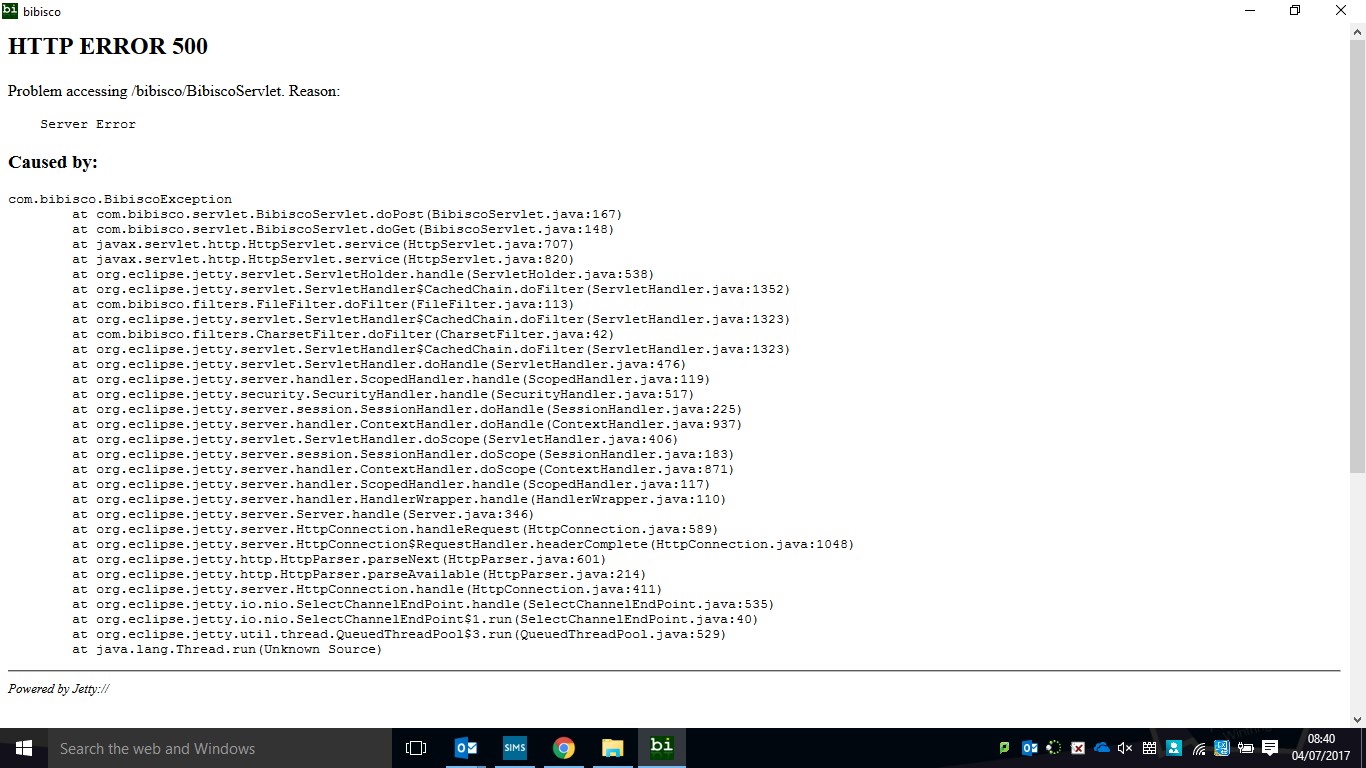 bibisco
HTTP ERROR 500
Problem accessing /bibisco/BibiscoServlet. Reason:
Server Error
Caused by:
com.bibisco.BibiscoException
at com.bibisco.servlet.BibiscoServlet.doPost(BibiscoServlet.java:167)
at com.bibisco.servlet.BibiscoServlet.doGet(BibiscoServlet.java:148)
at javax.servlet.http.HttpServlet.service(HttpServlet.java:707)
at javax.servlet.http.HttpServlet.service(HttpServlet.java:820)
at org.eclipse.jetty.servlet.ServletHolder.handle(ServletHolder.java:538)
at org.eclipse.jetty.servlet.ServletHandler$CachedChain.doFilter(ServletHandler.java:1352)
at com.bibisco.filters.FileFilter.doFilter(FileFilter.java:113)
at org.eclipse.jetty.servlet.ServletHandler$CachedChain.doFilter(ServletHandler.java:1323)
at com.bibisco.filters.CharsetFilter.doFilter(CharsetFilter.java:42)
at org.eclipse.jetty.servlet.ServletHandler$CachedChain.doFilter(ServletHandler.java:1323)
at org.eclipse.jetty.servlet.ServletHandler.doHandle(ServletHandler.java:476)
at org.eclipse.jetty.server.handler.ScopedHandler.handle(ScopedHandler.java:119)
at org.eclipse.jetty.security.SecurityHandler.handle(SecurityHandler.java:517)
at org.eclipse.jetty.server.session.SessionHandler.doHandle(SessionHandler.java:225)
at org.eclipse.jetty.server.handler.ContextHandler.doHandle(ContextHandler.java:937)
at org.eclipse.jetty.servlet.ServletHandler.doScope(ServletHandler.java:406)
at org.eclipse.jetty.server.session.SessionHandler.doScope(SessionHandler.java:183)
at org.eclipse.jetty.server.handler.ContextHandler.doScope(ContextHandler.java:871)
at org.eclipse.jetty.server.handler.ScopedHandler.handle(ScopedHandler.java:117)
at org.eclipse.jetty.server.handler.HandlerWrapper.handle(HandlerWrapper.java:110)
at org.eclipse.jetty.server.Server.handle(Server.java:346)
at org.eclipse.jetty.server.HttpConnection.handleRequest(HttpConnection.java:589)
at org.eclipse.jetty.server.HttpConnection$RequestHandler.headerComplete(HttpConnection.java:1048)
at org.eclipse.jetty.http.HttpParser.parseNext(HttpParser.java:601)
at org.eclipse.jetty.http.HttpParser.parseAvailable(HttpParser.java:214)
at org.eclipse.jetty.server.HttpConnection.handle(HttpConnection.java:411)
at org.eclipse.jetty.io.nio.SelectChannelEndPoint.handle(SelectChannelEndPoint.java:535)
at org.eclipse.jetty.io.nio.SelectChannelEndPoint$1.run(SelectChannelEndPoint.java:40)
at org.eclipse.jetty.util.thread.QueuedThreadPool$3.run(QueuedThreadPool.java:529)
at java.lang.Thread.run(Unknown Source)
Powered by Jetty://
Search the web and Windows
SIMS
bi
08:40
04/07/2017